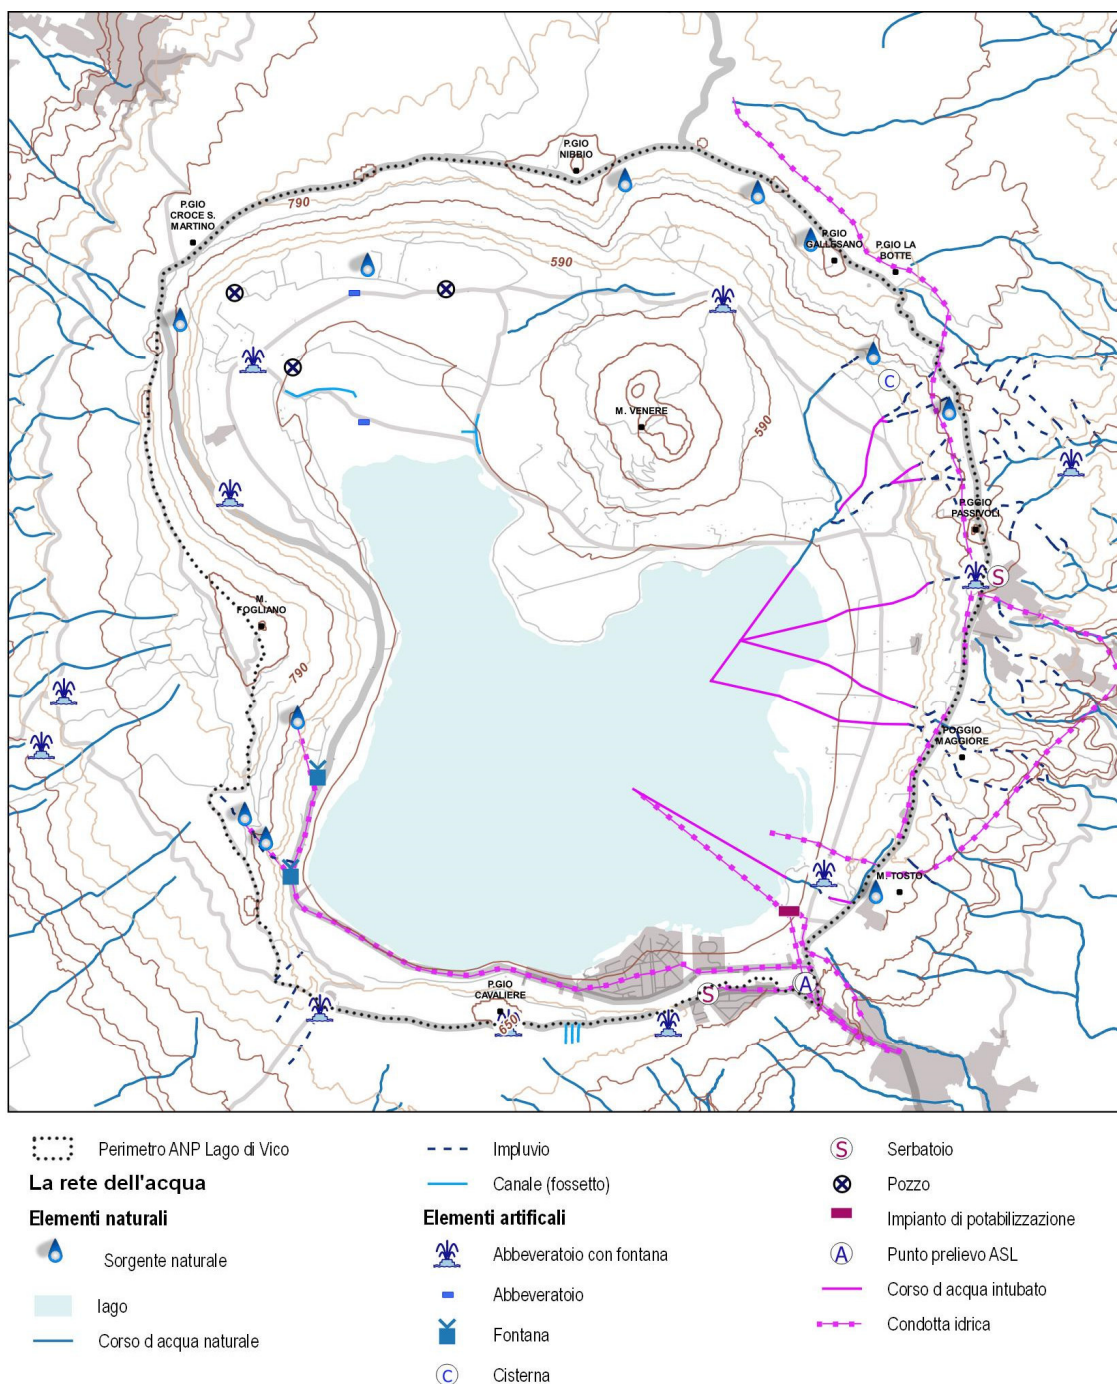 P.GIO
NIBBIO
P.GIO
CROCE S.
MARTINO
790
590
P.GIO
GALLESANO
P.GIO LA
BOTTE
C
M. VENERE
590
P.GGIO
PASSIVOLI
S
M.
FOGLIANO
790
POGGIO
MAGGIORE
M. TOSTO
P.GIO
CAVALIERE
650
S
A
Perimetro ANP Lago di Vico
La rete dell'acqua
Elementi naturali
Sorgente naturale
lago
Corso d acqua naturale
Impluvio
Canale (fossetto)
Elementi artificali
Abbeveratoio con fontana
Abbeveratoio
Fontana
C Cisterna
S Serbatoio
Pozzo
Impianto di potabilizzazione
A Punto prelievo ASL
Corso d acqua intubato
Condotta idrica